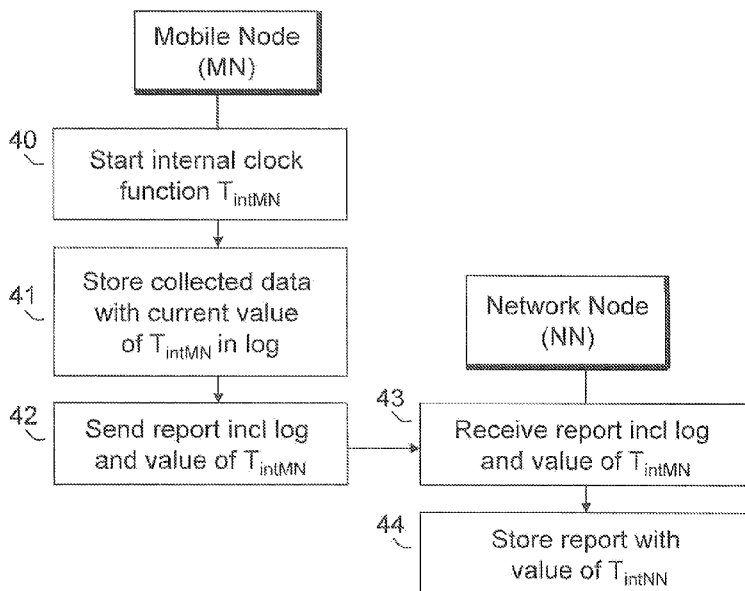 Mobile Node
(MN)
40
Start internal clock
function T_intMN
41
Store collected data
with current value
of T_intMN in log
42
Send report incl log
and value of T_intMN
Network Node
(NN)
43
Receive report incl log
and value of T_intMN
44
Store report with
value of T_intNN